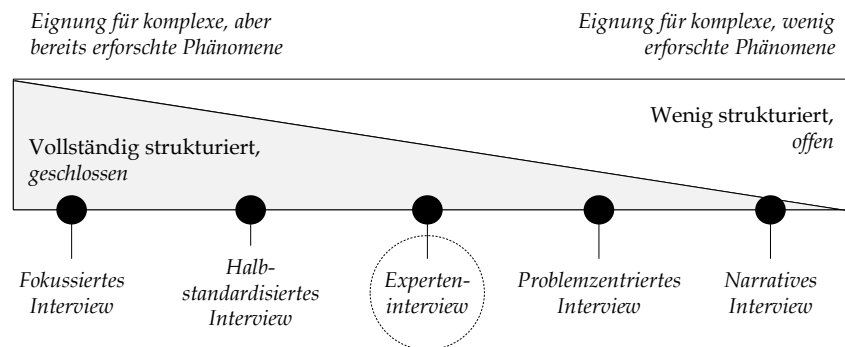 Eignung für komplexe, aber
bereits erforschte Phänomene
Eignung für komplexe, wenig
erforschte Phänomene
Wenig strukturiert,
offen
Vollständig strukturiert,
geschlossen
Fokussiertes
Interview
Halb-
standardisiertes
Interview
Experten-
interview
Problemzentriertes
Interview
Narratives
Interview